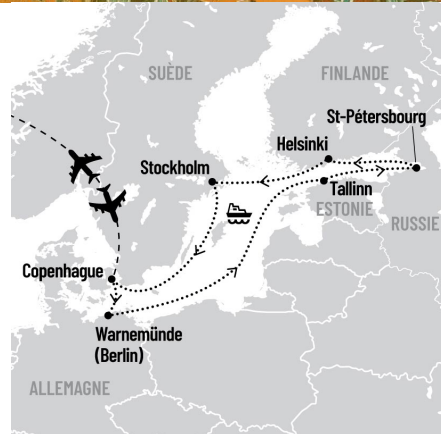 SUÈDE
FINLANDE
St-Pétersbourg
Helsinki
Stockholm
Tallinn
ESTONIE
RUSSIE
Copenhague
Warnemünde
(Berlin)
ALLEMAGNE